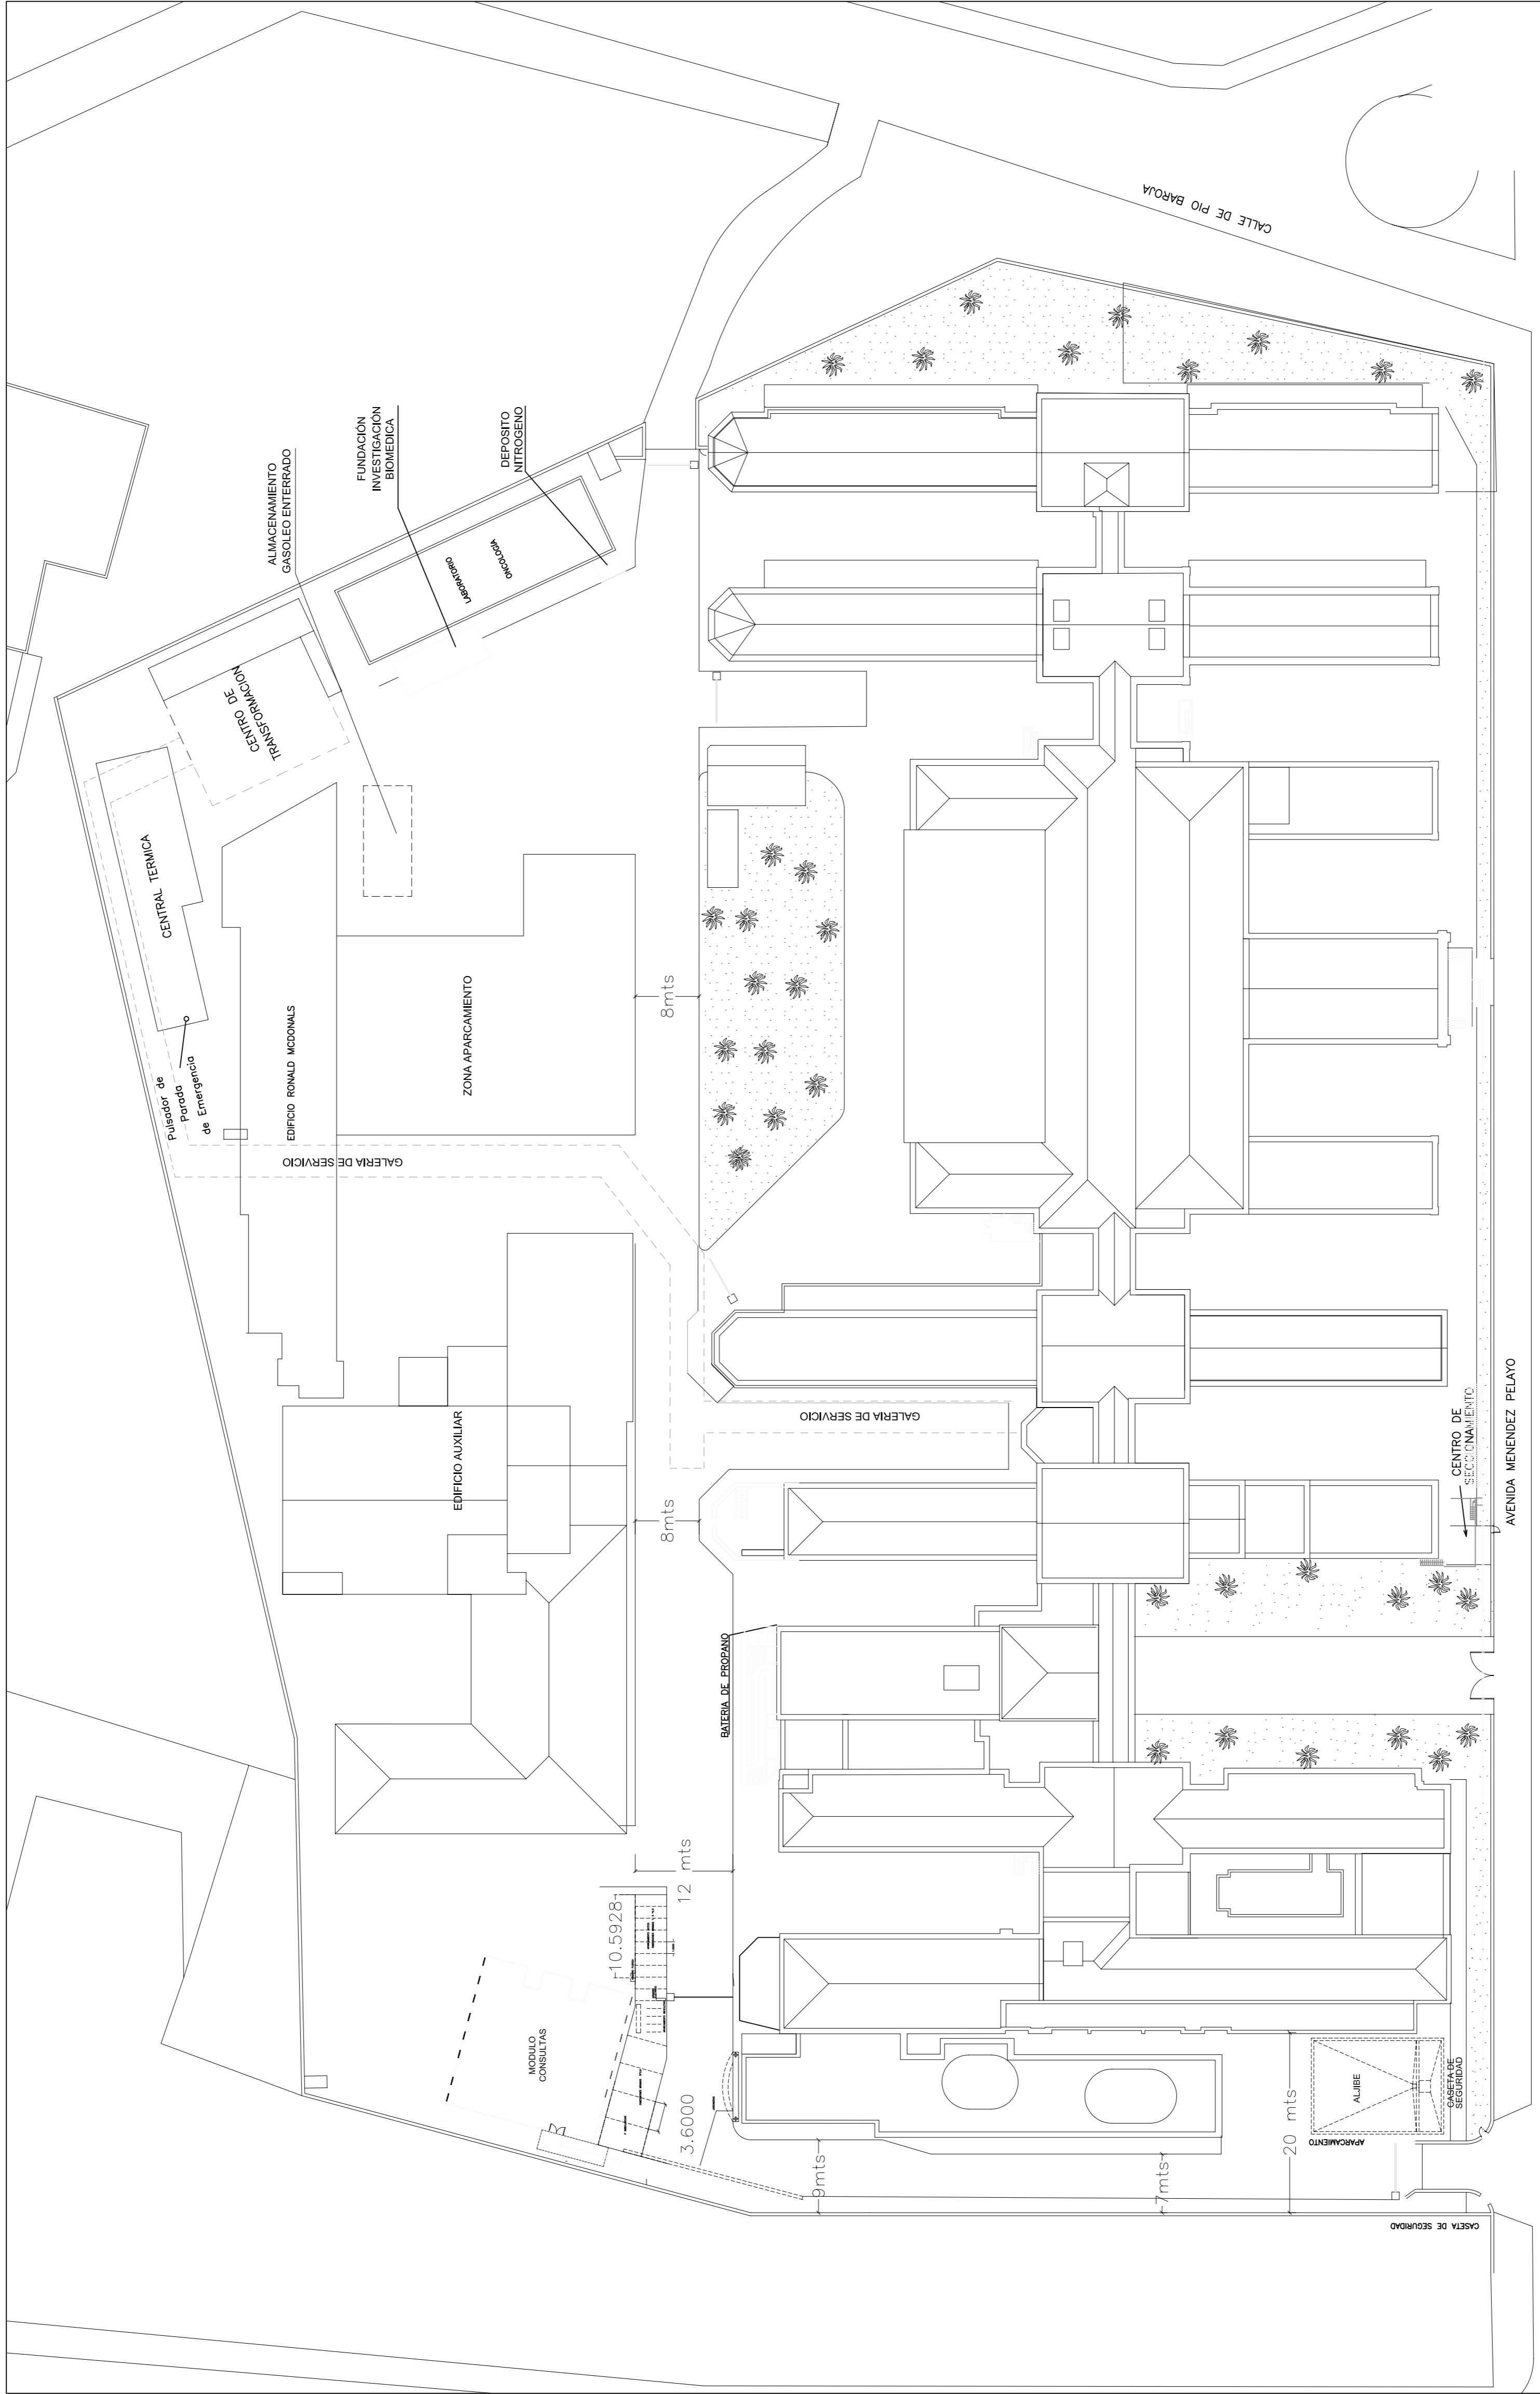 CALLE DE PIO BAROJA
ALMACENAMIENTO
GASOLEO ENTERRADO
FUNDACIÓN
INVESTIGACIÓN
BIOMEDICA
DEPOSITO
NITROGENO
LABORATORIO
ONCOLOGÍA
CENTRO DE
TRANSFORMACION
CENTRAL TERMICA
Pulsador de
Parada
de Emergencia
EDIFICIO RONALD MCDONALS
ZONA APARCAMIENTO
8mts
GALERIA DE SERVICIO
GALERIA DE SERVICIO
EDIFICIO AUXILIAR
8mts
CENTRO DE
SECCIONAMIENTO
AVENIDA MENENDEZ PELAYO
BATERIA DE PROPANO
12 mts
10.5928
MODULO
CONSULTAS
3.6000
9mts
7mts
20 mts
ALJIBE
APARCAMIENTO
CASETA DE
SEGURIDAD
CASETA DE SEGURIDAD